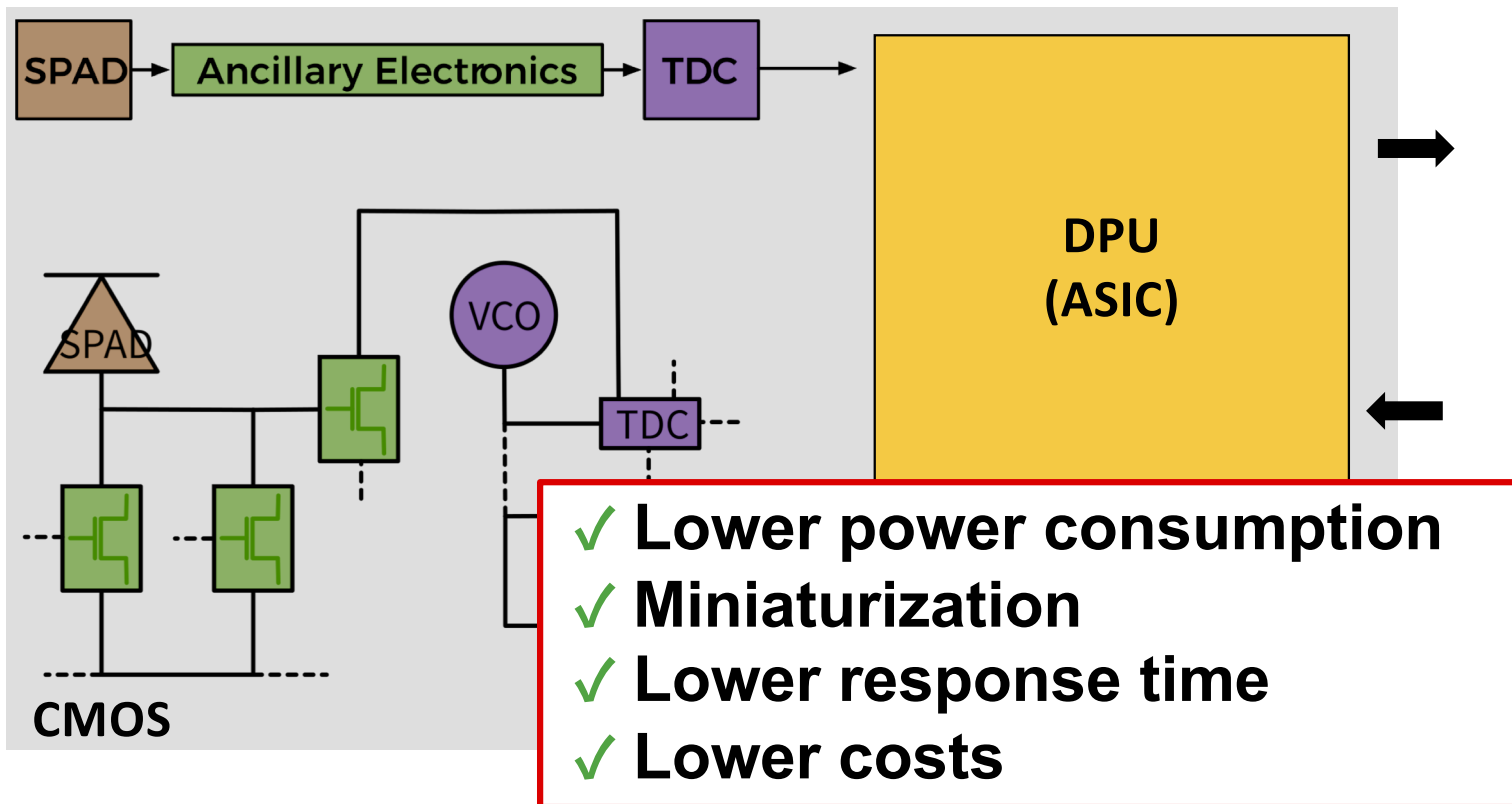 SPAD
Ancillary Electronics
TDC
DPU
(ASIC)
SPAD
VCO
TDC
CMOS
✓ Lower power consumption
✓ Miniaturization
✓ Lower response time
✓ Lower costs